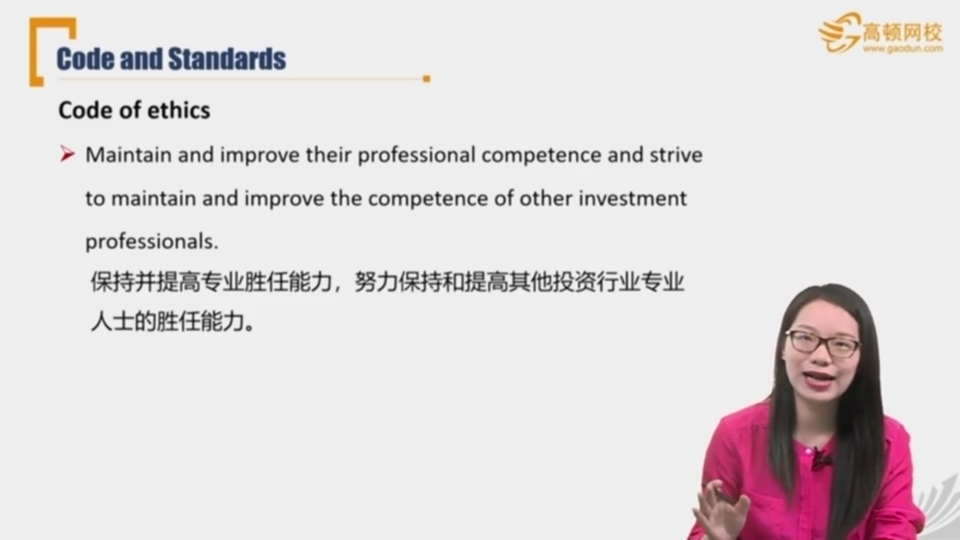 高顿网校
www.gaodun.com
Code and Standards
Code of ethics
Maintain and improve their professional competence and strive
to maintain and improve the competence of other investment
professionals.
保持并提高专业胜任能力，努力保持和提高其他投资行业专业
人士的胜任能力。